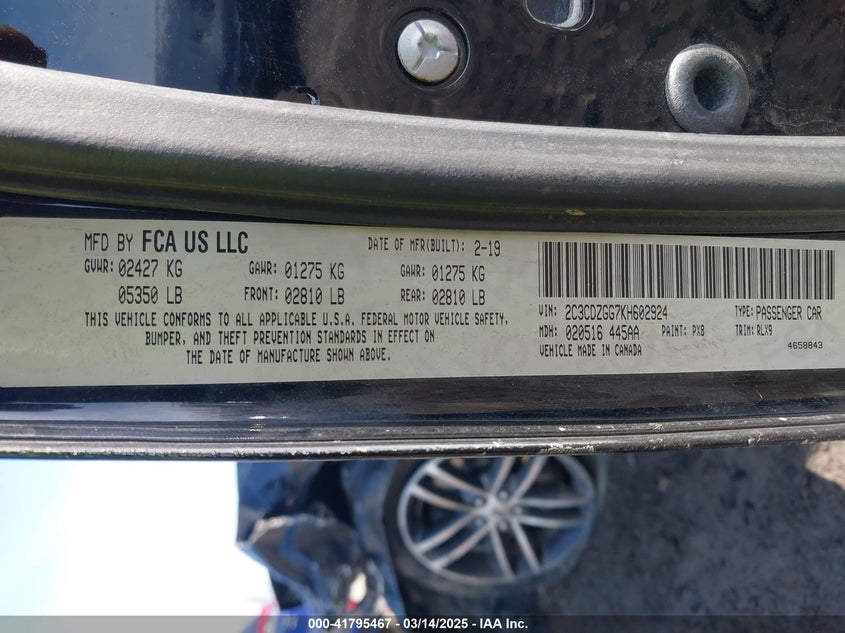 MFD BY FCA US LLC
DATE OF MFR(BUILT): 2-19
GVWR: 02427 KG
GAWR: 01275 KG
GAWR: 01275 KG
05350 LB
FRONT: 02810 LB
REAR: 02810 LB
THIS VEHICLE CONFORMS TO ALL APPLICABLE U.S.A. FEDERAL MOTOR VEHICLE SAFETY,
BUMPER, AND THEFT PREVENTION STANDARDS IN EFFECT ON
THE DATE OF MANUFACTURE SHOWN ABOVE.
VIN: 2C3CDZGG7KH602924
TYPE: PASSENGER CAR
MDH: 020516 445AA
PAINT: PX8
TRIM: RLX9
VEHICLE MADE IN CANADA
4658843
000-41795467 - 03/14/2025 - IAA Inc.